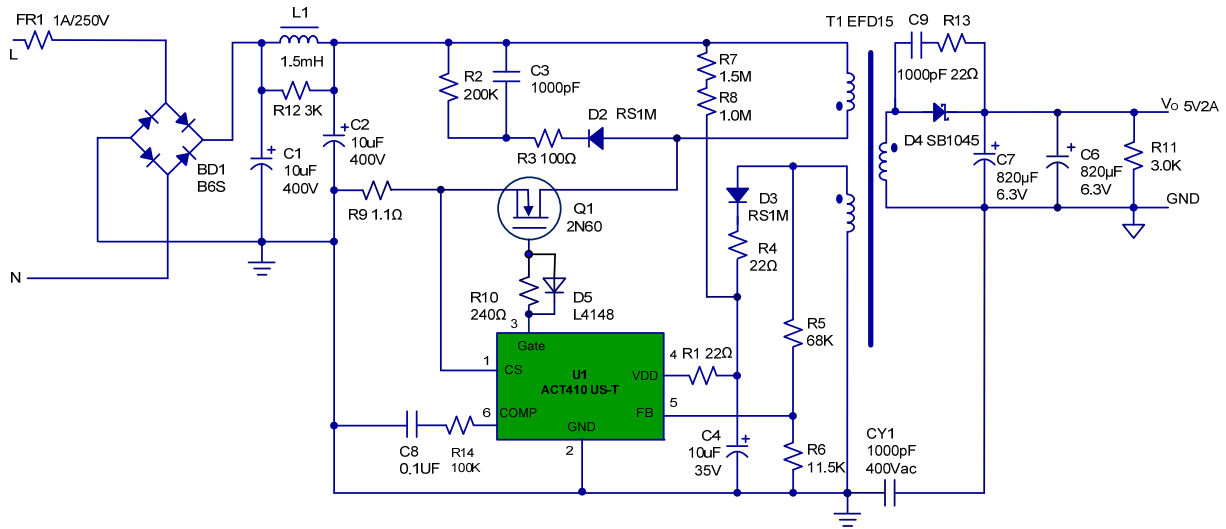 FR1 1A/250V
L
L1
1.5mH
R12 3K
BD1
B6S
C1
10uF
400V
C2
10uF
400V
N
R2
200K
C3
1000pF
D2 RS1M
R3 100Ω
R9 1.1Ω
Q1
2N60
R10
240Ω
D5
L4148
R7
1.5M
R8
1.0M
D3
RS1M
R4
22Ω
3
Gate
1
CS
U1
ACT410 US-T
4
VDD
R1 22Ω
5
FB
6
COMP
GND
2
C8
0.1UF
R14
100K
C4
10uF
35V
R5
68K
R6
11.5K
T1 EFD15
C9
R13
1000pF 22Ω
D4 SB1045
VO 5V2A
C7
820µF
6.3V
C6
820µF
6.3V
R11
3.0K
GND
CY1
1000pF
400Vac